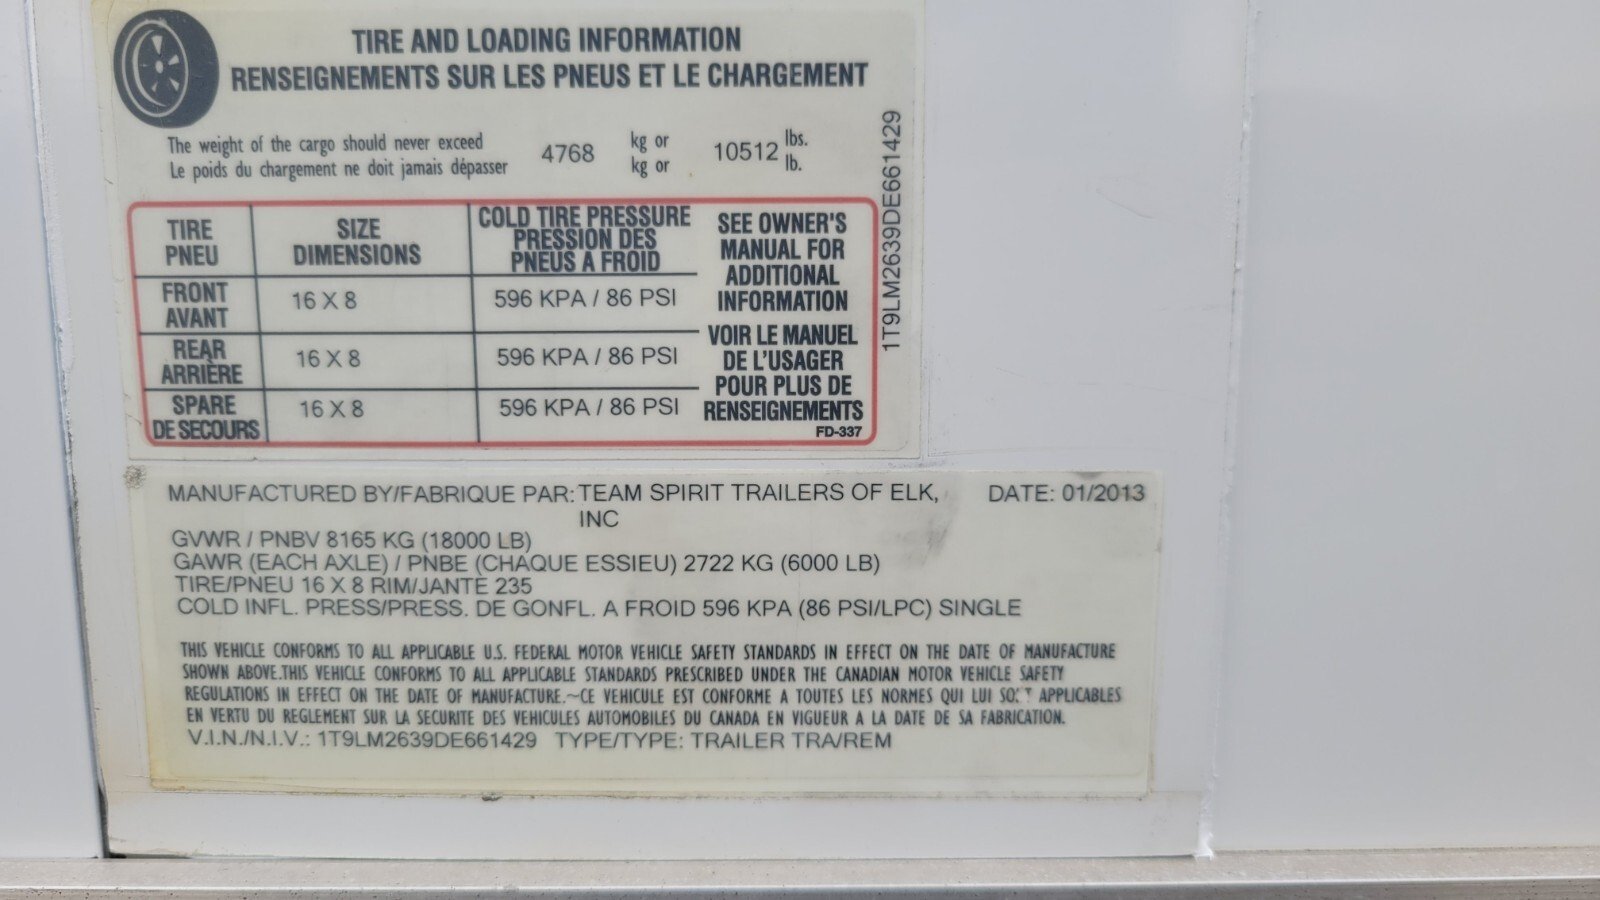 TIRE AND LOADING INFORMATION
RENSEIGNEMENTS SUR LES PNEUS ET LE CHARGEMENT
The weight of the cargo should never exceed 4768 kg or 10512 lbs.
Le poids du chargement ne doit jamais dépasser kg or lb.
TIRE PNEU
SIZE DIMENSIONS
COLD TIRE PRESSURE PRESSION DES PNEUS A FROID
FRONT AVANT 16 X 8 596 KPA / 86 PSI
REAR ARRIÈRE 16 X 8 596 KPA / 86 PSI
SPARE DE SECOURS 16 X 8 596 KPA / 86 PSI
SEE OWNER'S
MANUAL FOR
ADDITIONAL
INFORMATION
VOIR LE MANUEL
DE L'USAGER
POUR PLUS DE
RENSEIGNEMENTS
FD-337
1T9LM2639DE661429
MANUFACTURED BY/FABRIQUE PAR: TEAM SPIRIT TRAILERS OF ELK, DATE: 01/2013
INC
GVWR / PNBV 8165 KG (18000 LB)
GAWR (EACH AXLE) / PNBE (CHAQUE ESSIEU) 2722 KG (6000 LB)
TIRE/PNEU 16 X 8 RIM/JANTE 235
COLD INFL. PRESS/PRESS. DE GONFL. A FROID 596 KPA (86 PSI/LPC) SINGLE
THIS VEHICLE CONFORMS TO ALL APPLICABLE U.S. FEDERAL MOTOR VEHICLE SAFETY STANDARDS IN EFFECT ON THE DATE OF MANUFACTURE
SHOWN ABOVE.THIS VEHICLE CONFORMS TO ALL APPLICABLE STANDARDS PRESCRIBED UNDER THE CANADIAN MOTOR VEHICLE SAFETY
REGULATIONS IN EFFECT ON THE DATE OF MANUFACTURE.~CE VEHICULE EST CONFORME A TOUTES LES NORMES QUI LUI APPLICABLES
EN VERTU DU REGLEMENT SUR LA SECURITE DES VEHICULES AUTOMOBILES DU CANADA EN VIGUEUR A LA DATE DE SA FABRICATION.
V.I.N./N.I.V.: 1T9LM2639DE661429 TYPE/TYPE: TRAILER TRA/REM